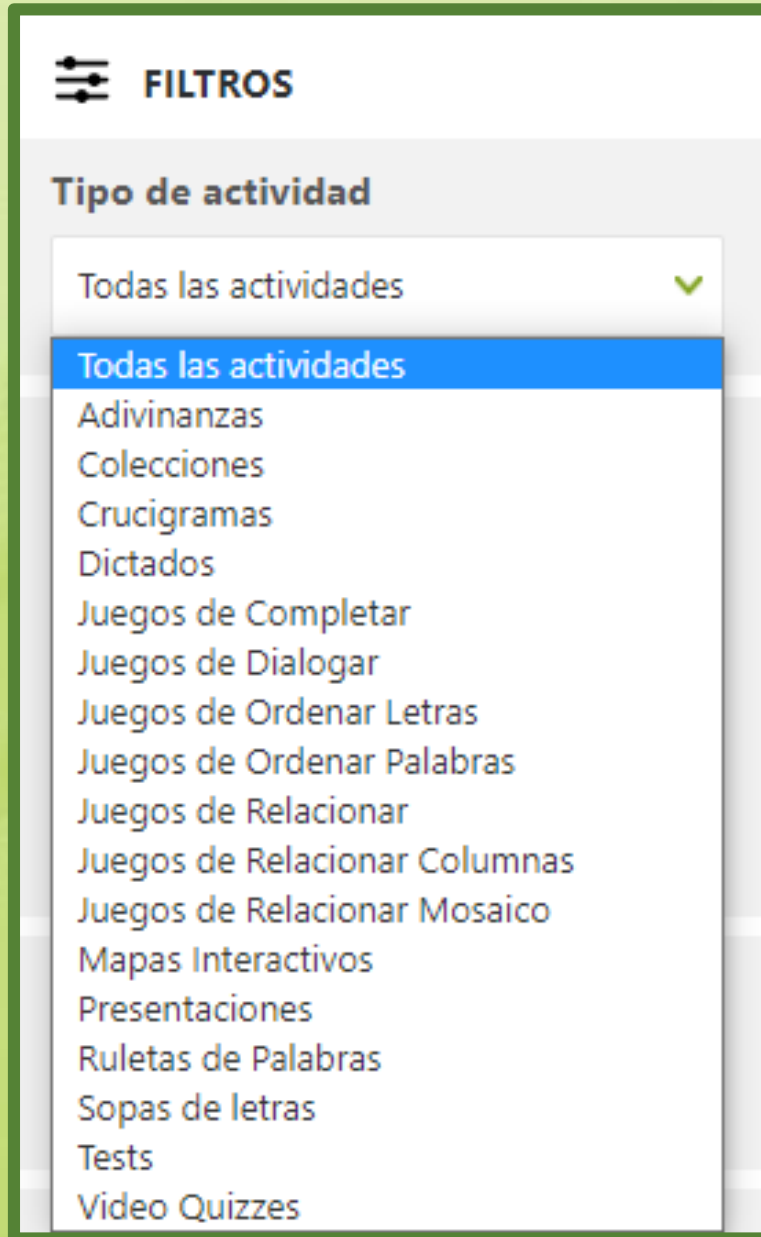 FILTROS
Tipo de actividad
Todas las actividades
Todas las actividades
Adivinanzas
Colecciones
Crucigramas
Dictados
Juegos de Completar
Juegos de Dialogar
Juegos de Ordenar Letras
Juegos de Ordenar Palabras
Juegos de Relacionar
Juegos de Relacionar Columnas
Juegos de Relacionar Mosaico
Mapas Interactivos
Presentaciones
Ruletas de Palabras
Sopas de letras
Tests
Video Quizzes